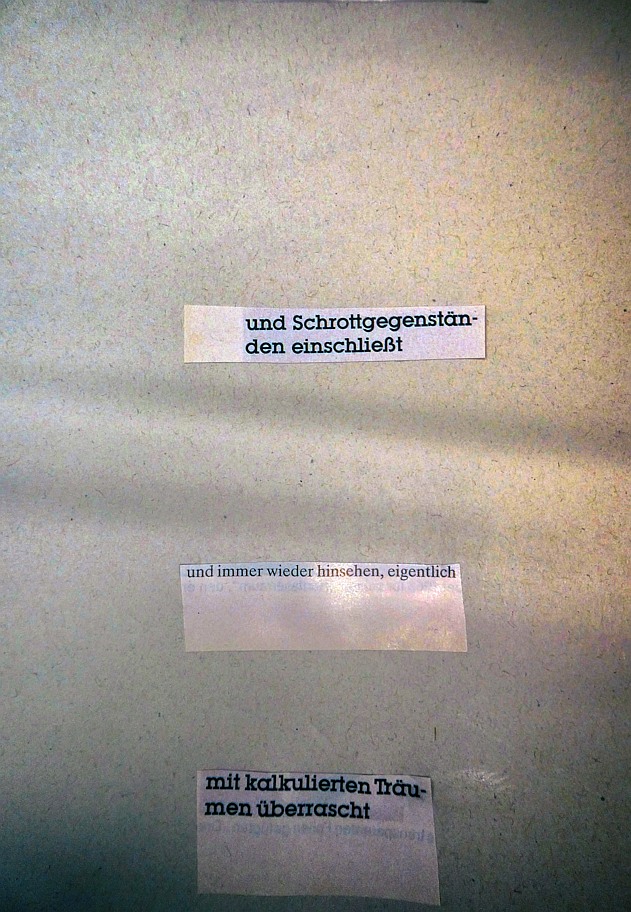 und Schrottgegenstän-
den einschließt
und immer wieder hinsehen, eigentlich
mit kalkulierten Träu-
men überrascht